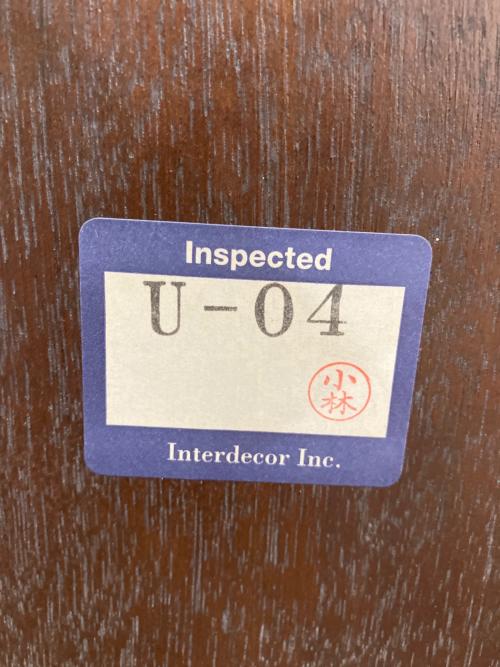 Inspected
U-04
小
林
Interdecor Inc.